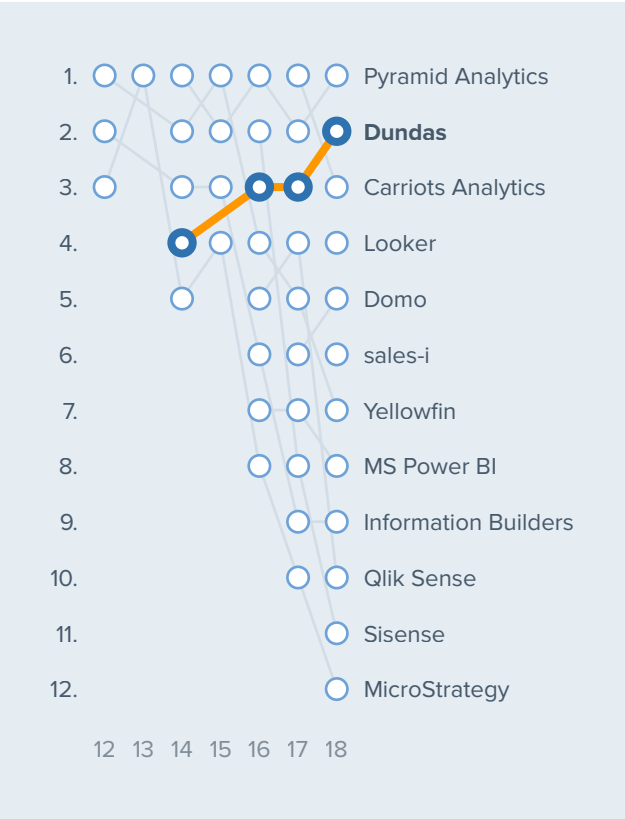 1. Pyramid Analytics
2. Dundas
3. Carriots Analytics
4. Looker
5. Domo
6. sales-i
7. Yellowfin
8. MS Power BI
9. Information Builders
10. Qlik Sense
11. Sisense
12. MicroStrategy
12 13 14 15 16 17 18